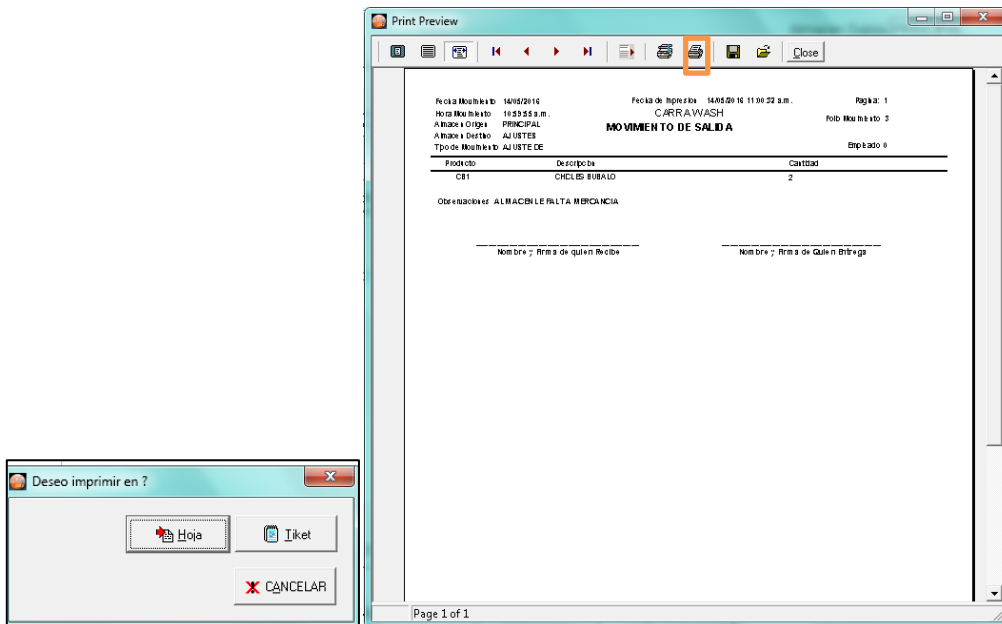 Print Preview
Close
Fecha Movimiento 14/05/2016
Fecha de Impresion 14/05/2016 11:00:32 a.m.
Pagina: 1
Hora Movimiento 10:59:55 a.m.
CARRAWASH
Folio Movimiento 3
Almacen Origen PRINCIPAL
MOVIMIENTO DE SALIDA
Almacen Destino AJUSTES
Tipo de Movimiento AJUSTE DE
Empleado 0
Producto Descripcion Cantidad
CB1 CHCLES BUBALO 2
Observaciones ALMACEN LE FALTA MERCANCIA
Nombre y Firma de quien Recibe
Nombre y Firma de Quien Entrega
Page 1 of 1
Deseo imprimir en ?
Hoja
Tiket
CANCELAR